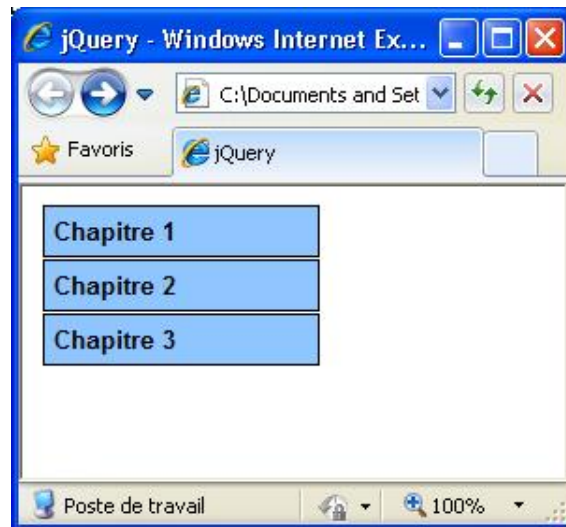 jQuery - Windows Internet Ex...
C:\Documents and Set
Favoris
jQuery
Chapitre 1
Chapitre 2
Chapitre 3
Poste de travail
100%